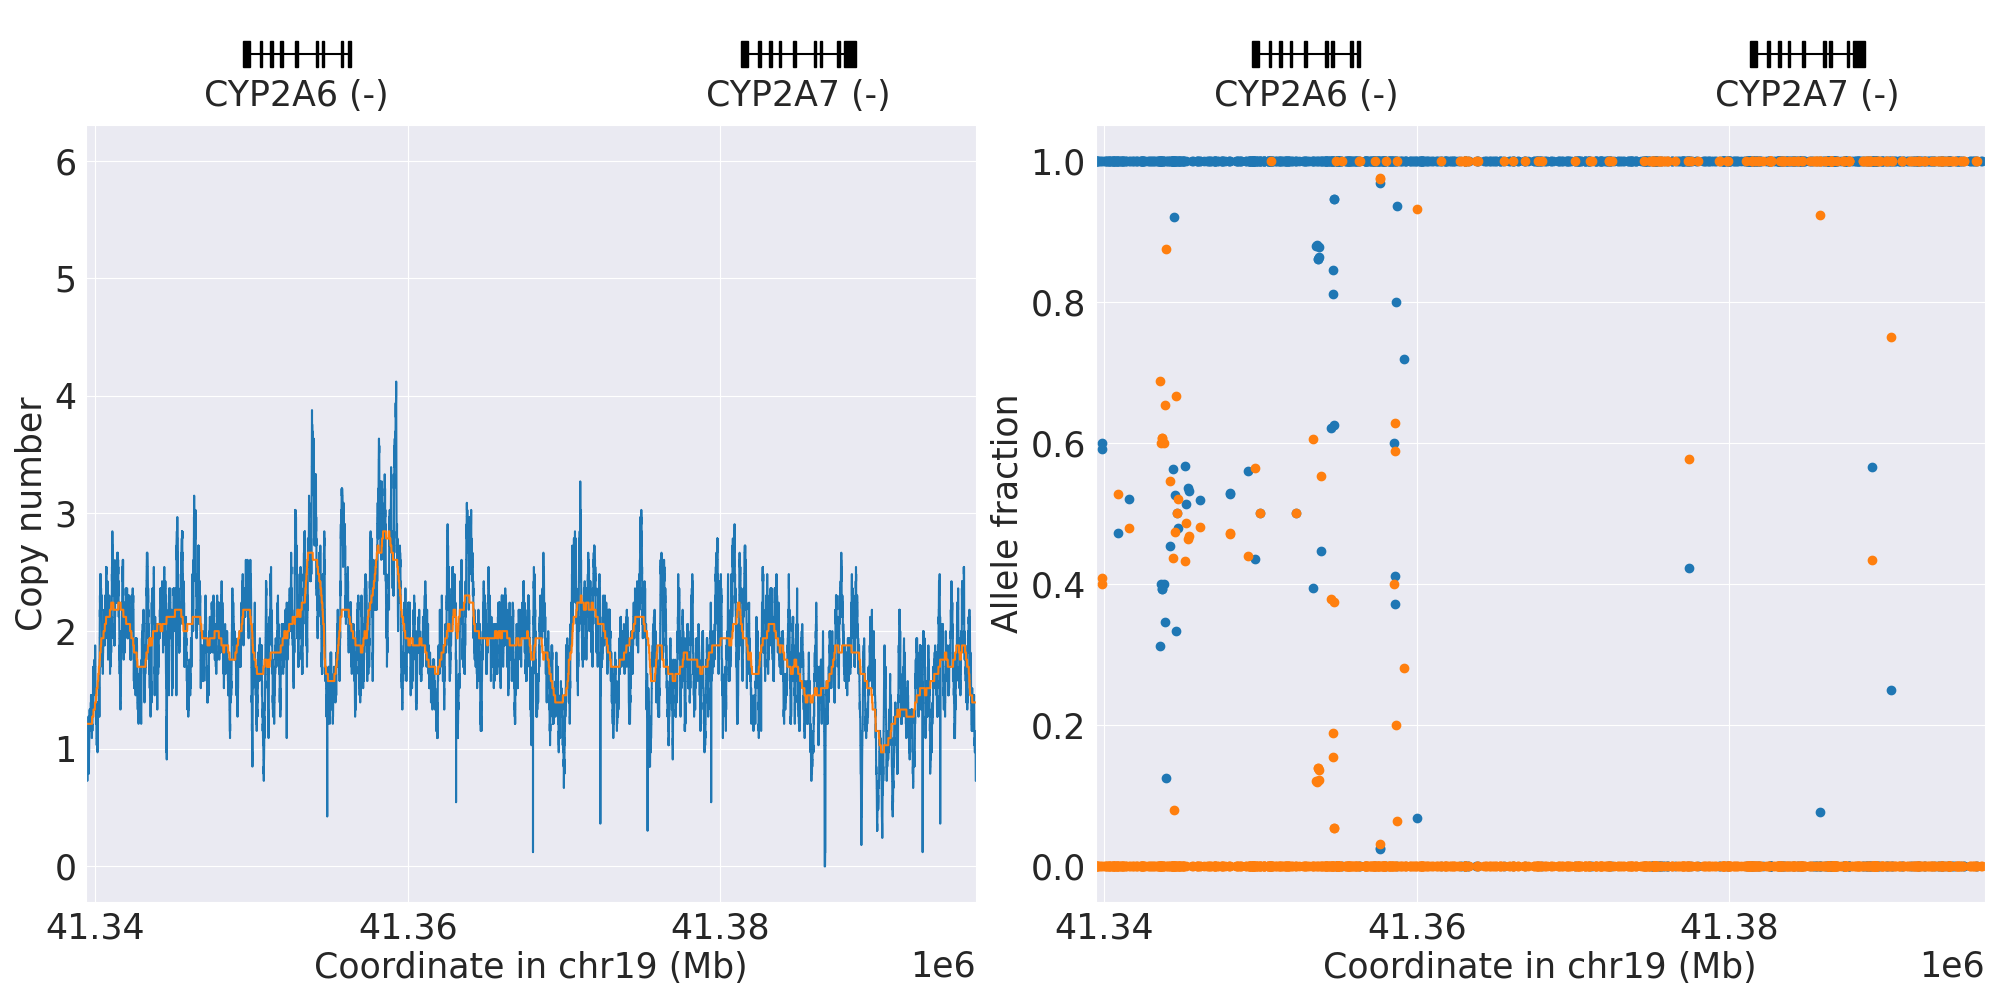 CYP2A6 (-) CYP2A7 (-)
6
5
4
3
2
1
0
Copy number
41.34 41.36 41.38
Coordinate in chr19 (Mb) 1e6
CYP2A6 (-) CYP2A7 (-)
1.0
0.8
0.6
0.4
0.2
0.0
Allele fraction
41.34 41.36 41.38
Coordinate in chr19 (Mb) 1e6